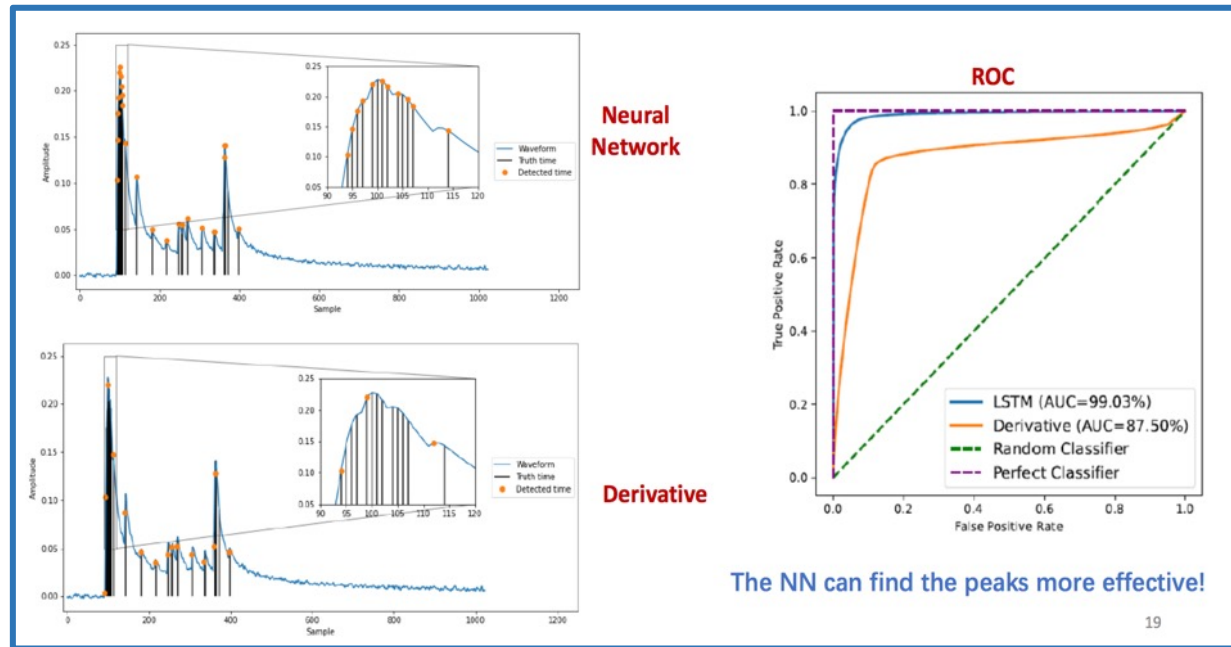 0.25
0.20
0.15
0.10
0.05
0.00
Amplitude
0 200 400 600 800 1000 1200
Sample
0.25
0.20
0.15
0.10
0.05
90 95 100 105 110 115 120
Waveform
Truth time
Detected time
Neural
Network
0.25
0.20
0.15
0.10
0.05
0.00
Amplitude
0 200 400 600 800 1000 1200
Sample
0.25
0.20
0.15
0.10
0.05
90 95 100 105 110 115 120
Waveform
Truth time
Detected time
Derivative
ROC
1.0
0.8
0.6
0.4
0.2
0.0
True Positive Rate
0.0 0.2 0.4 0.6 0.8 1.0
False Positive Rate
LSTM (AUC=99.03%)
Derivative (AUC=87.50%)
Random Classifier
Perfect Classifier
The NN can find the peaks more effective!
19